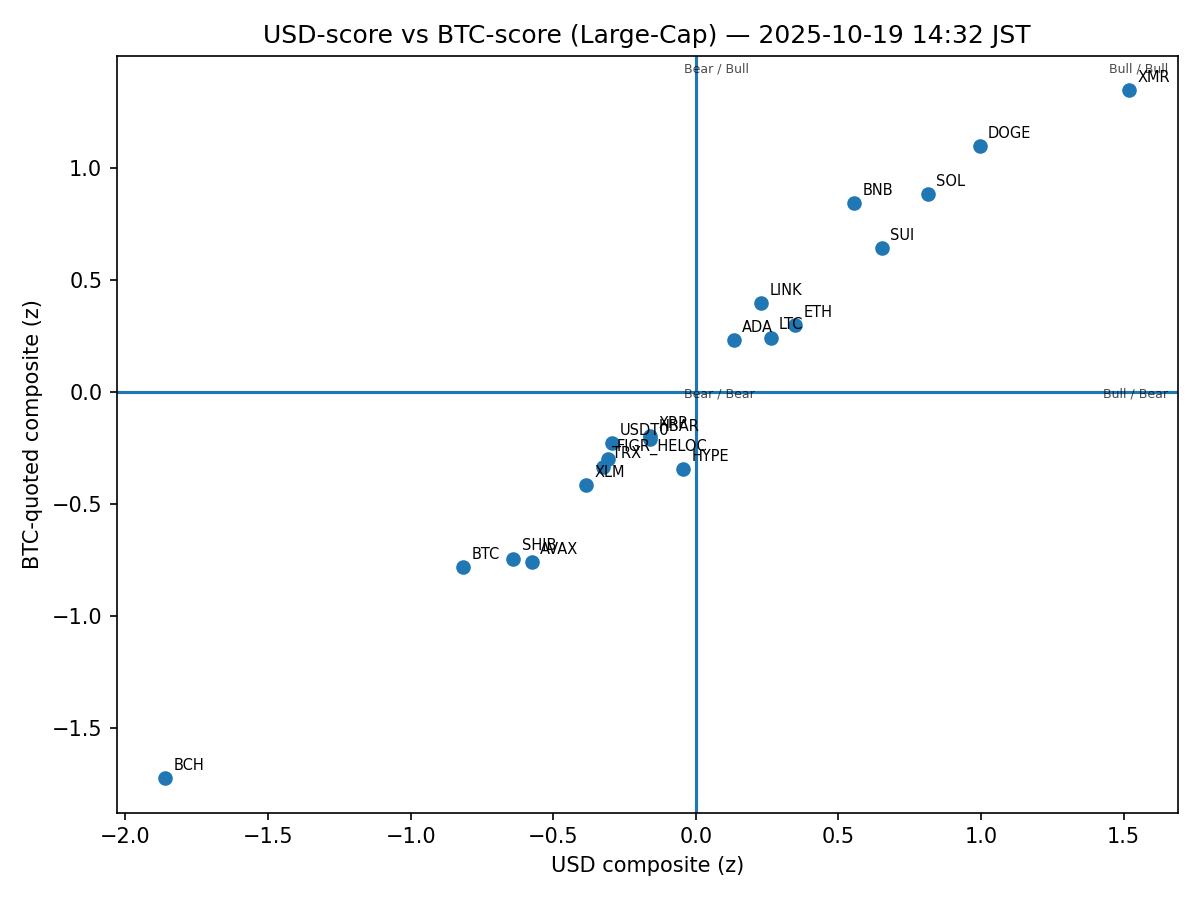 USD-score vs BTC-score (Large-Cap) — 2025-10-19 14:32 JST
Bear / Bull
Bull / Bull
XMR
DOGE
SOL
BNB
SUI
LINK
ETH
LTC
ADA
Bear / Bear
Bull / Bear
XRP
HBAR
USDT0
FIGR_HELOC
TRX
HYPE
XLM
SHIB
AVAX
BTC
BCH
1.0
0.5
0.0
−0.5
−1.0
−1.5
BTC-quoted composite (z)
−2.0 −1.5 −1.0 −0.5 0.0 0.5 1.0 1.5
USD composite (z)